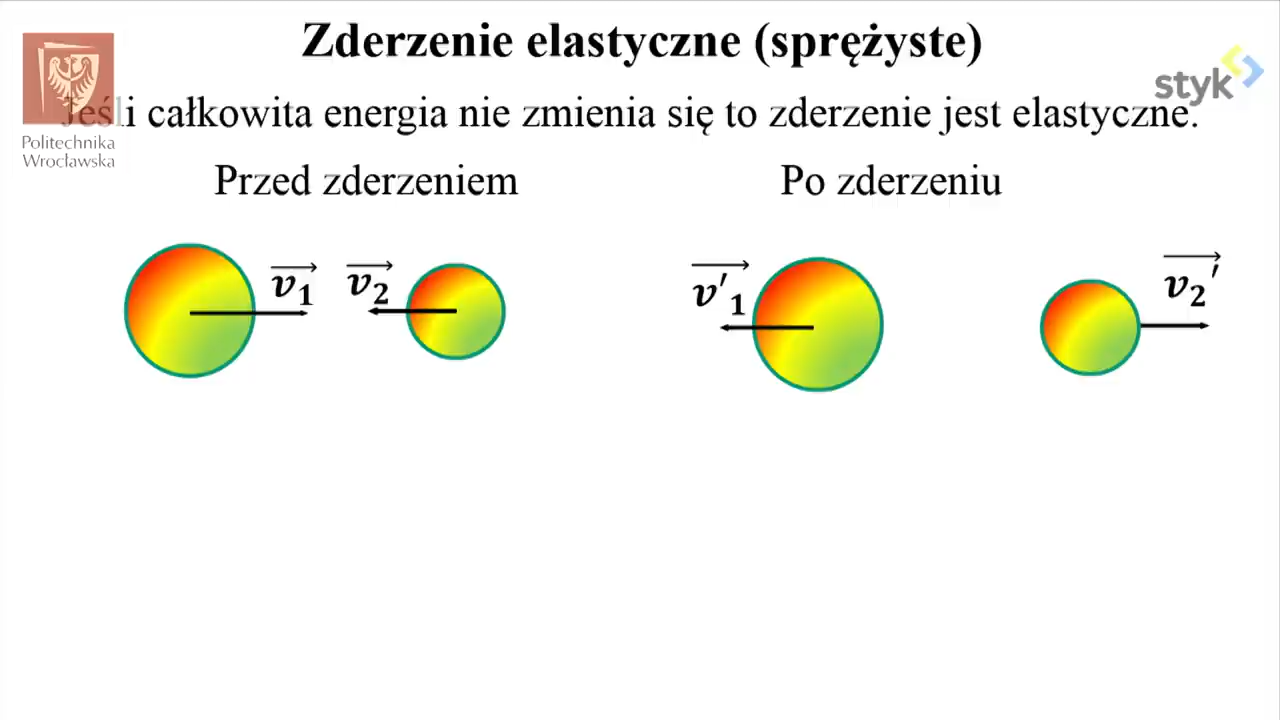 Zderzenie elastyczne (sprężyste)
styk
Jeśli całkowita energia nie zmienia się to zderzenie jest elastyczne.
Politechnika
Wrocławska
Przed zderzeniem
Po zderzeniu
v₁ v₂ v'₁ v₂'